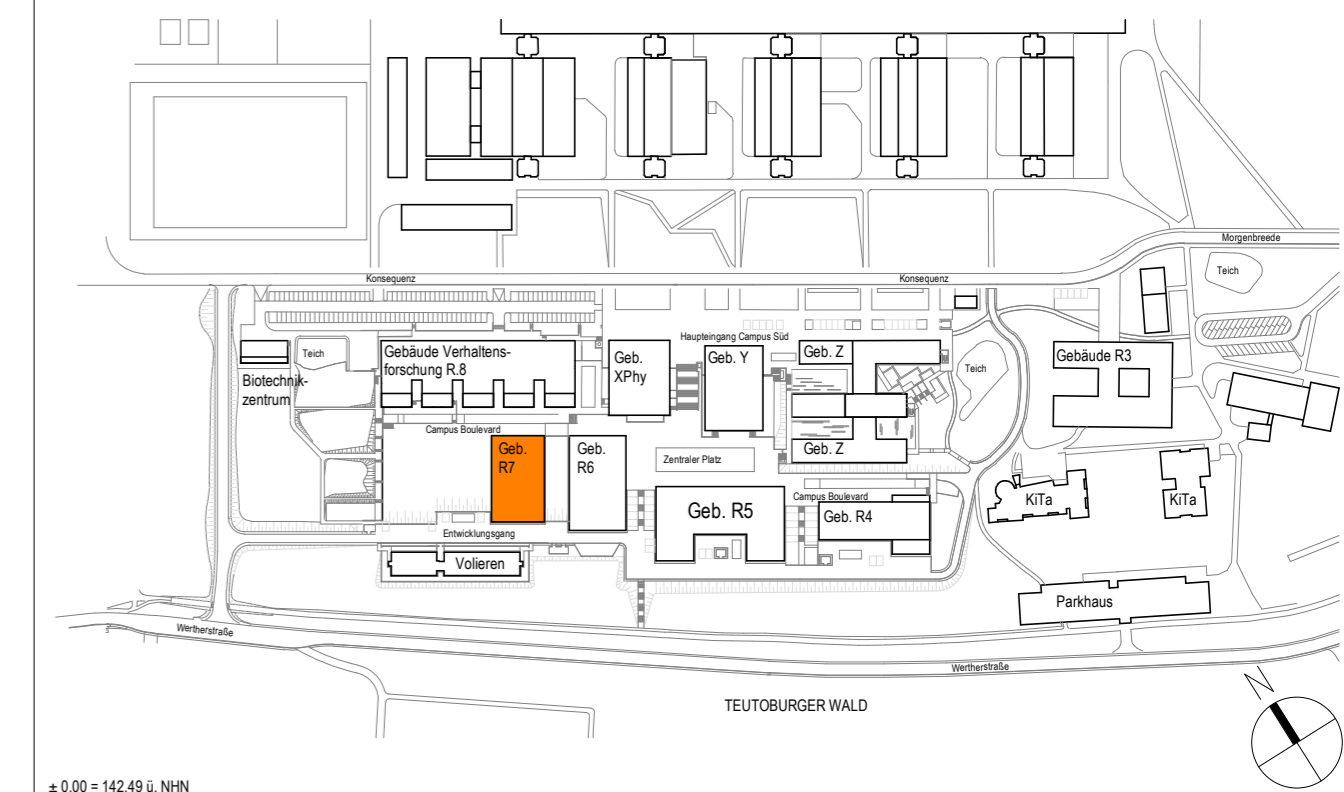 Morgenbreede
Teich
Konsequenz
Konsequenz
Haupteingang Campus Süd
Teich
Gebäude Verhaltens-
forschung R.8
Geb.
XPhy
Geb. Y
Geb. Z
Gebäude R3
Biotechnik-
zentrum
Teich
Campus Boulevard
Geb.
R7
Geb.
R6
Zentraler Platz
Geb. Z
Campus Boulevard
Geb. R5
Geb. R4
KiTa
KiTa
Entwicklungsgang
Volieren
Parkhaus
Wertherstraße
Wertherstraße
TEUTOBURGER WALD
N
± 0.00 = 142.49 ü. NHN